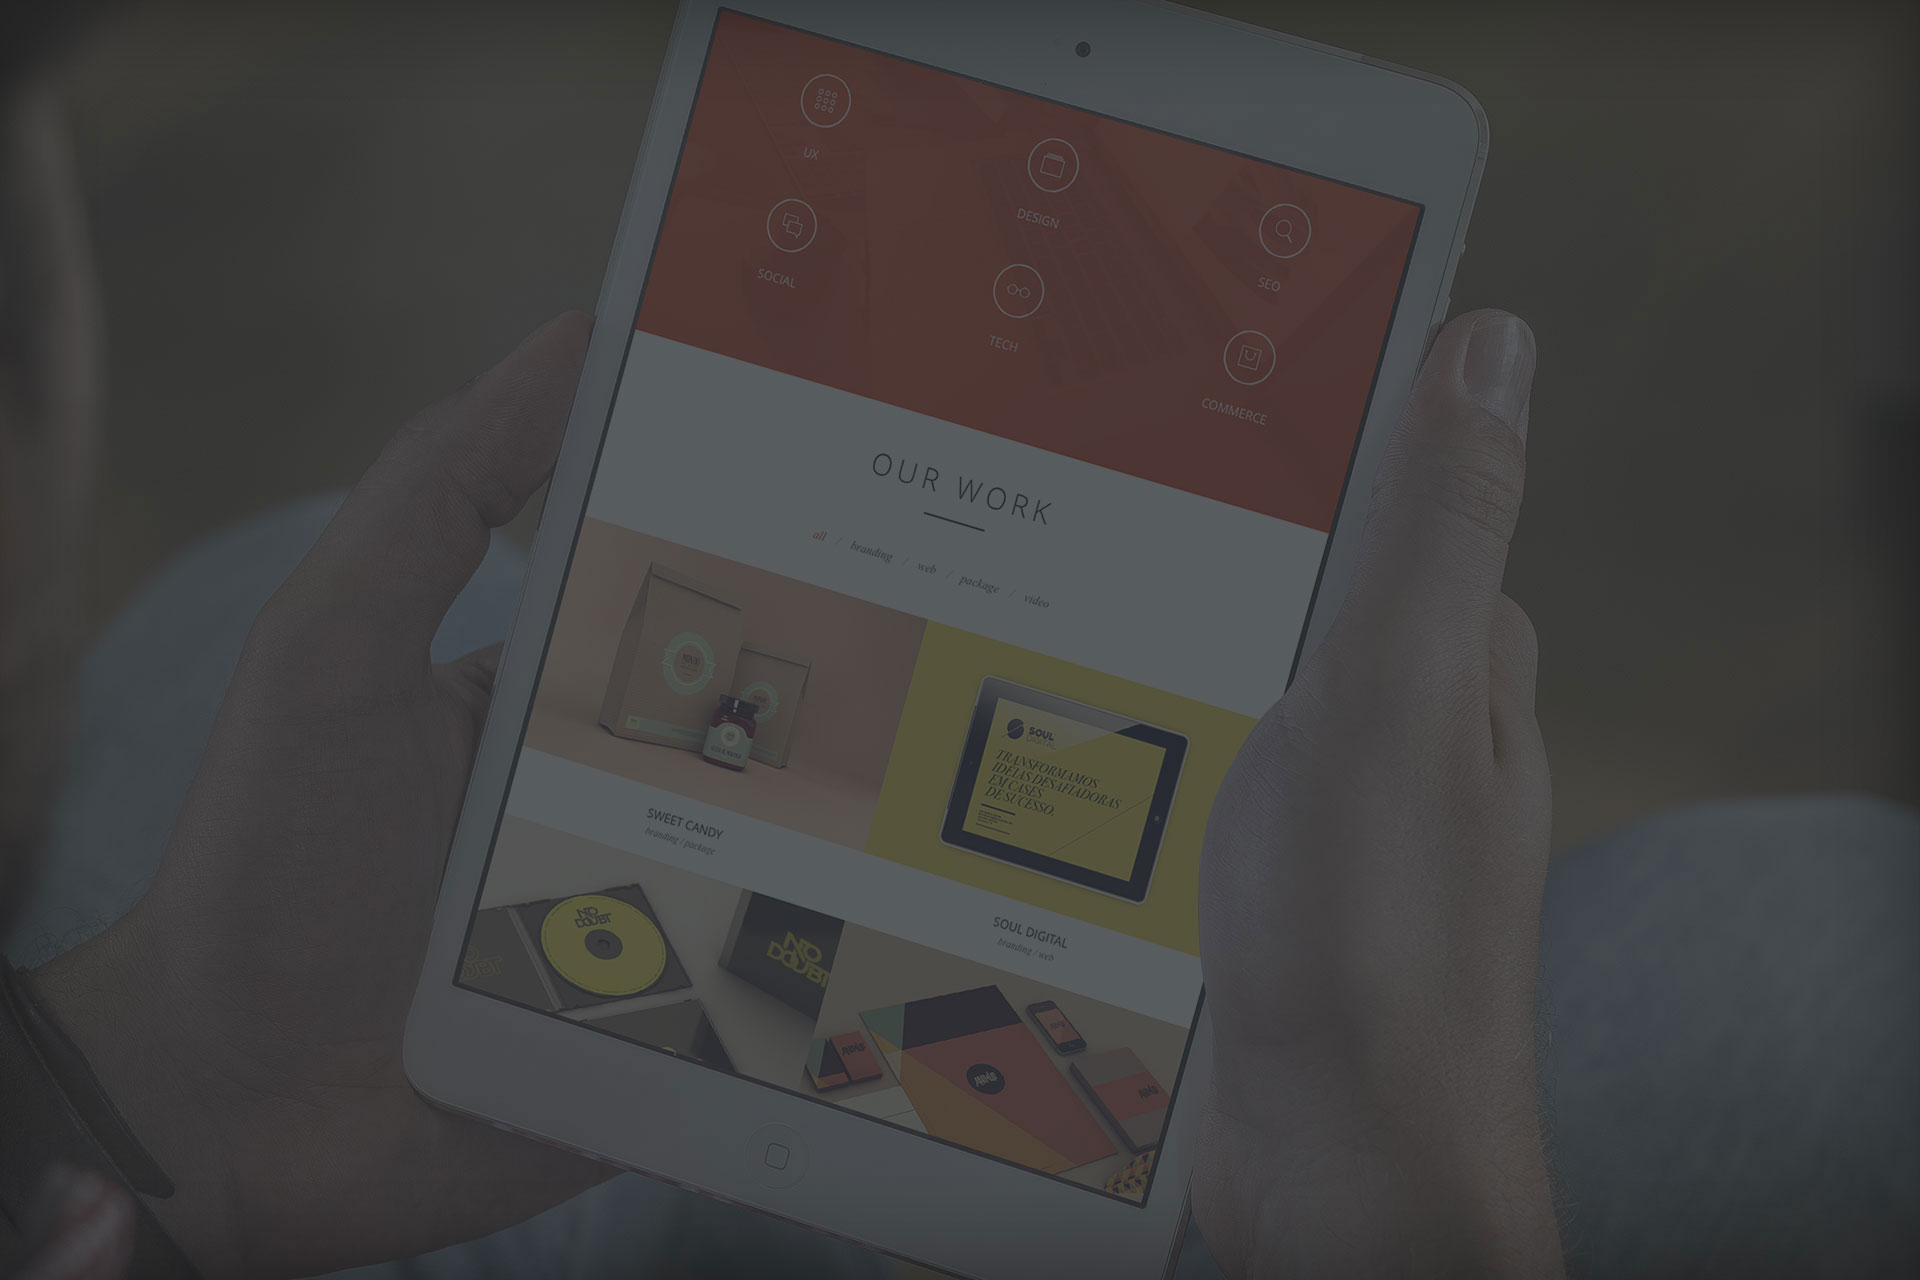 UX
DESIGN
SEO
SOCIAL
TECH
COMMERCE
OUR WORK
all / branding / web / package / video
SOUL
DIGITAL
TRANSFORMAMOS
IDÉIAS DESAFIADORAS
EM CASES
DE SUCESSO.
SWEET CANDY
branding / package
SOUL DIGITAL
branding / web
NO
DOUBT
NO
DOUBT